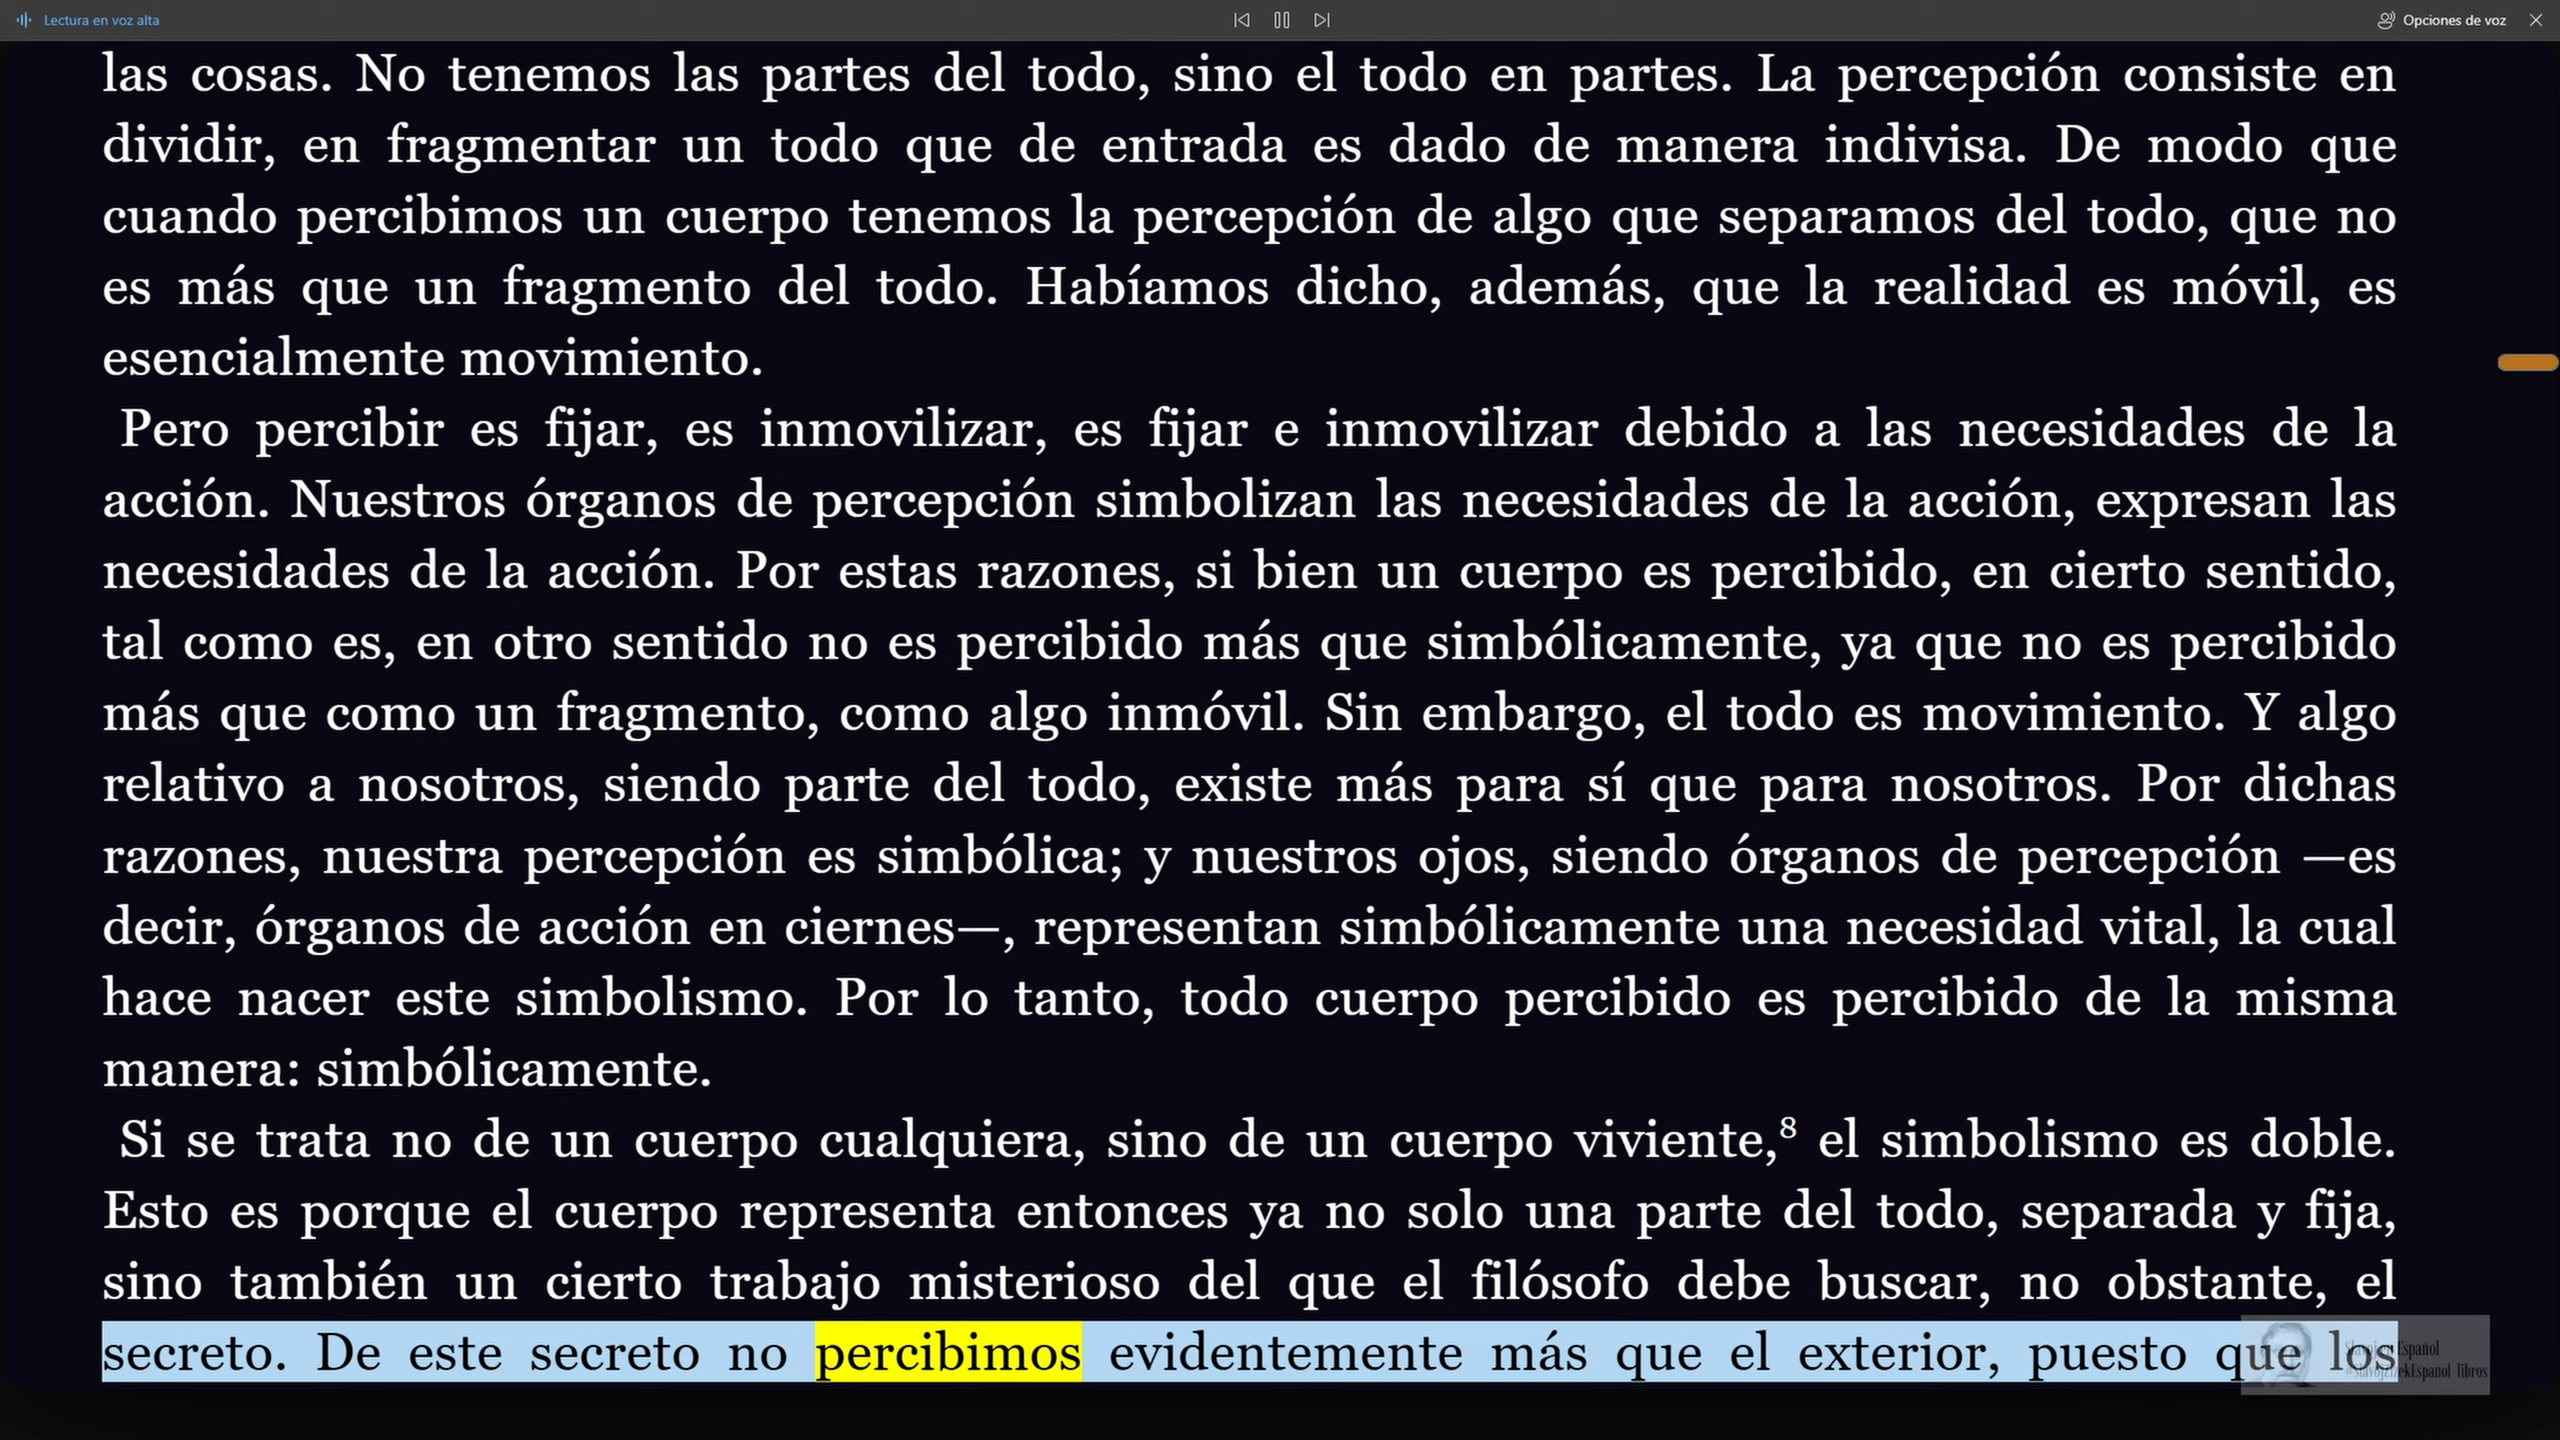 Lectura en voz alta
Opciones de voz
las cosas. No tenemos las partes del todo, sino el todo en partes. La percepción consiste en
dividir, en fragmentar un todo que de entrada es dado de manera indivisa. De modo que
cuando percibimos un cuerpo tenemos la percepción de algo que separamos del todo, que no
es más que un fragmento del todo. Habíamos dicho, además, que la realidad es móvil, es
esencialmente movimiento.
Pero percibir es fijar, es inmovilizar, es fijar e inmovilizar debido a las necesidades de la
acción. Nuestros órganos de percepción simbolizan las necesidades de la acción, expresan las
necesidades de la acción. Por estas razones, si bien un cuerpo es percibido, en cierto sentido,
tal como es, en otro sentido no es percibido más que simbólicamente, ya que no es percibido
más que como un fragmento, como algo inmóvil. Sin embargo, el todo es movimiento. Y algo
relativo a nosotros, siendo parte del todo, existe más para sí que para nosotros. Por dichas
razones, nuestra percepción es simbólica; y nuestros ojos, siendo órganos de percepción —es
decir, órganos de acción en ciernes—, representan simbólicamente una necesidad vital, la cual
hace nacer este simbolismo. Por lo tanto, todo cuerpo percibido es percibido de la misma
manera: simbólicamente.
Si se trata no de un cuerpo cualquiera, sino de un cuerpo viviente,⁸ el simbolismo es doble.
Esto es porque el cuerpo representa entonces ya no solo una parte del todo, separada y fija,
sino también un cierto trabajo misterioso del que el filósofo debe buscar, no obstante, el
secreto. De este secreto no percibimos evidentemente más que el exterior, puesto que los
Español